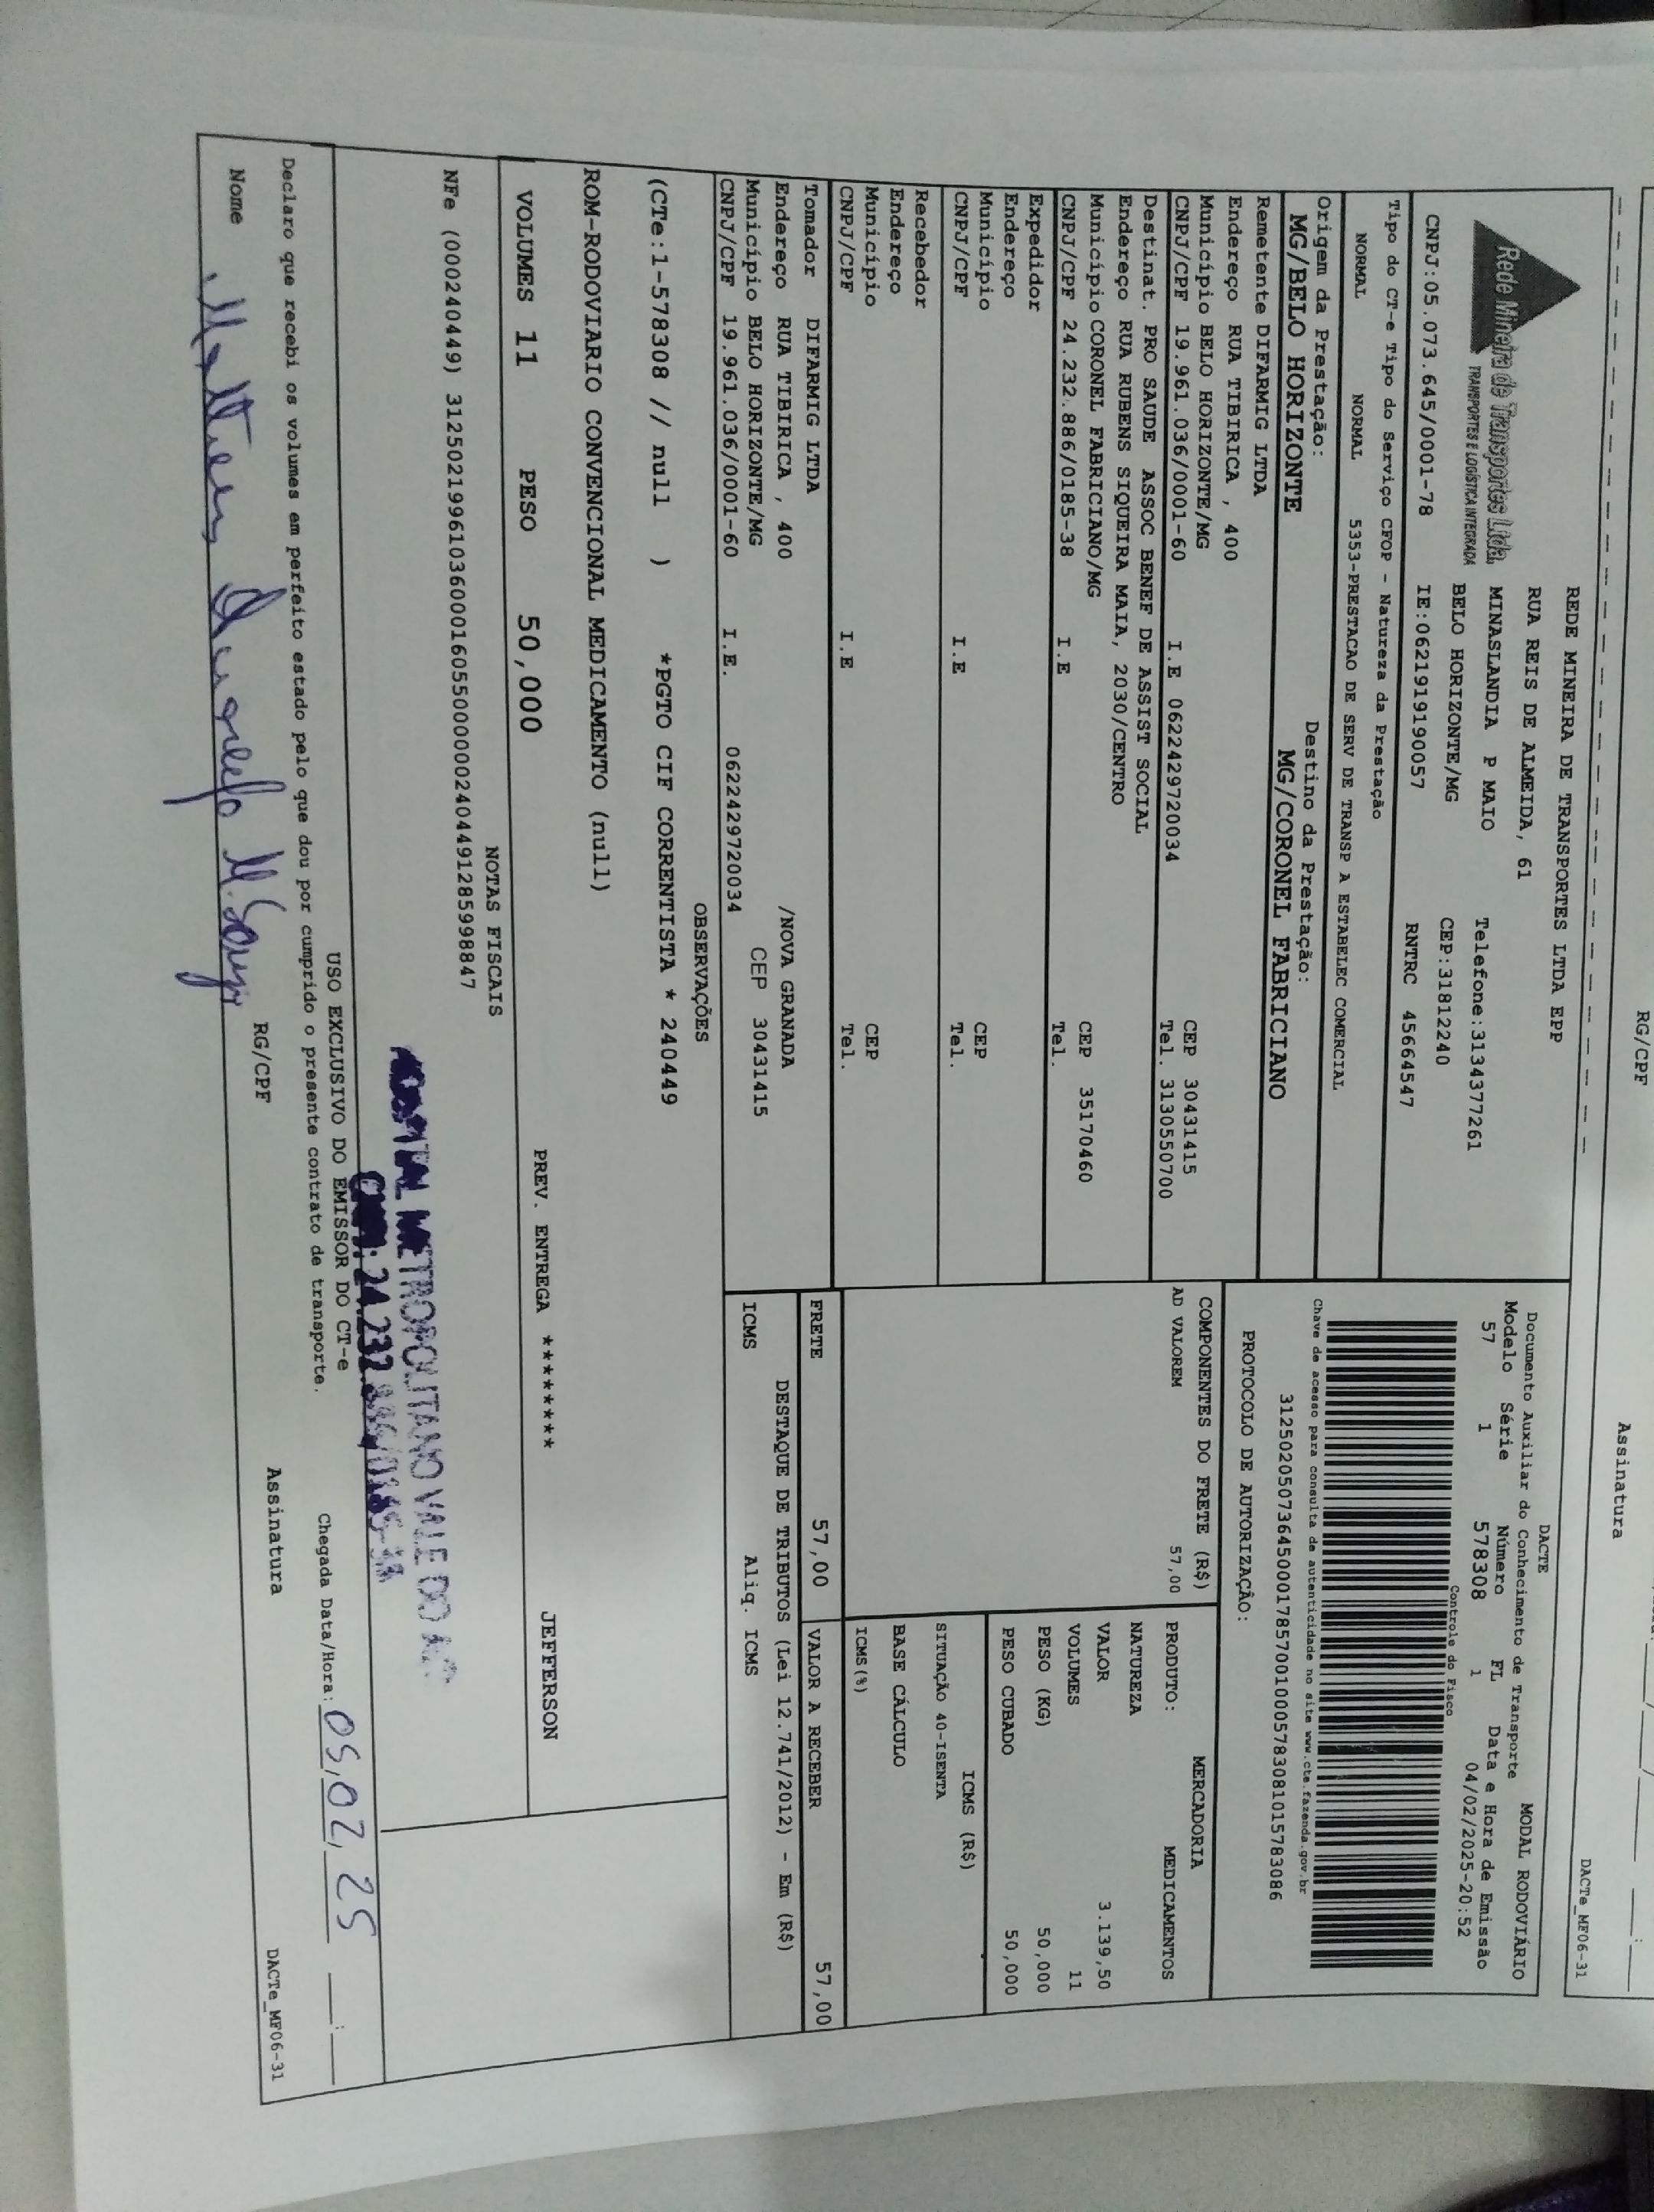 RG/CPF Assinatura
DACTe_MF06-31
Rede Mineira de Transportes Ltda.
TRANSPORTES E LOGÍSTICA INTEGRADA
REDE MINEIRA DE TRANSPORTES LTDA EPP
RUA REIS DE ALMEIDA, 61
MINASLANDIA P MAIO Telefone:3134377261
BELO HORIZONTE/MG CEP:31812240
CNPJ:05.073.645/0001-78 IE:0621919190057 RNTRC 45664547
Tipo do CT-e Tipo do Serviço CFOP - Natureza da Prestação
NORMAL NORMAL 5353-PRESTACAO DE SERV DE TRANSP A ESTABELEC COMERCIAL
Origem da Prestação: Destino da Prestação:
MG/BELO HORIZONTE MG/CORONEL FABRICIANO
DACTE MODAL RODOVIÁRIO
Documento Auxiliar do Conhecimento de Transporte
Modelo Série Número FL Data e Hora de Emissão
57 1 578308 1 04/02/2025-20:52
Controle do Fisco
Chave de acesso para consulta de autenticidade no site www.cte.fazenda.gov.br
31250205073645000178570010005783081015783086
PROTOCOLO DE AUTORIZAÇÃO:
Remetente DIFARMIG LTDA
Endereço RUA TIBIRICA , 400
Município BELO HORIZONTE/MG CEP 30431415
CNPJ/CPF 19.961.036/0001-60 I.E 0622429720034 Tel. 3130550700
Destinat. PRO SAUDE ASSOC BENEF DE ASSIST SOCIAL
Endereço RUA RUBENS SIQUEIRA MAIA, 2030/CENTRO
Município CORONEL FABRICIANO/MG CEP 35170460
CNPJ/CPF 24.232.886/0185-38 I.E Tel.
Expedidor
Endereço
Município CEP
CNPJ/CPF I.E Tel.
Recebedor
Endereço
Município CEP
CNPJ/CPF I.E Tel.
Tomador DIFARMIG LTDA
Endereço RUA TIBIRICA , 400 /NOVA GRANADA
Município BELO HORIZONTE/MG CEP 30431415
CNPJ/CPF 19.961.036/0001-60 I.E. 0622429720034
COMPONENTES DO FRETE (R$)
AD VALOREM 57,00
MERCADORIA
PRODUTO: MEDICAMENTOS
NATUREZA
VALOR 3.139,50
VOLUMES 11
PESO (KG) 50,000
PESO CUBADO 50,000
ICMS (R$)
SITUAÇÃO 40-ISENTA
BASE CÁLCULO
ICMS(%)
FRETE 57,00 VALOR A RECEBER 57,00
DESTAQUE DE TRIBUTOS (Lei 12.741/2012) - Em (R$)
ICMS Aliq. ICMS
OBSERVAÇÕES
(CTe:1-578308 // null ) *PGTO CIF CORRENTISTA * 240449
ROM-RODOVIARIO CONVENCIONAL MEDICAMENTO (null)
VOLUMES 11 PESO 50,000 PREV. ENTREGA ******** JEFFERSON
NOTAS FISCAIS
NFe (000240449) 31250219961036000160550000002404491285998847
HOSPITAL METROPOLITANO VALE DO AÇO
CNPJ: 24.232.886/0185-38
USO EXCLUSIVO DO EMISSOR DO CT-e
Declaro que recebi os volumes em perfeito estado pelo que dou por cumprido o presente contrato de transporte. Chegada Data/Hora: 05,02,25 __:__
Nome RG/CPF Assinatura
DACTe_MF06-31